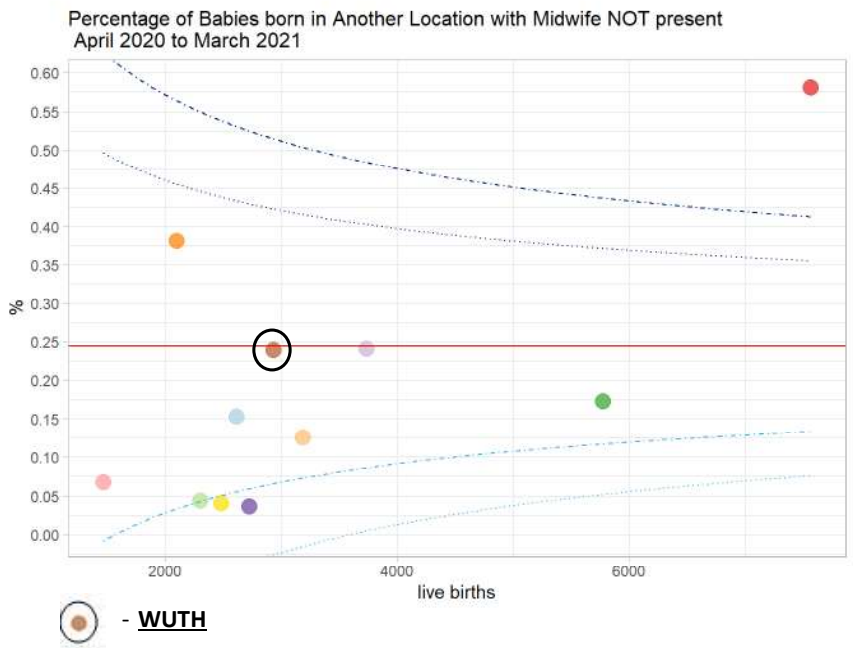 Percentage of Babies born in Another Location with Midwife NOT present
April 2020 to March 2021
0.60
0.55
0.50
0.45
0.40
0.35
0.30
0.25
0.20
0.15
0.10
0.05
0.00
%
2000 4000 6000
live births
- WUTH